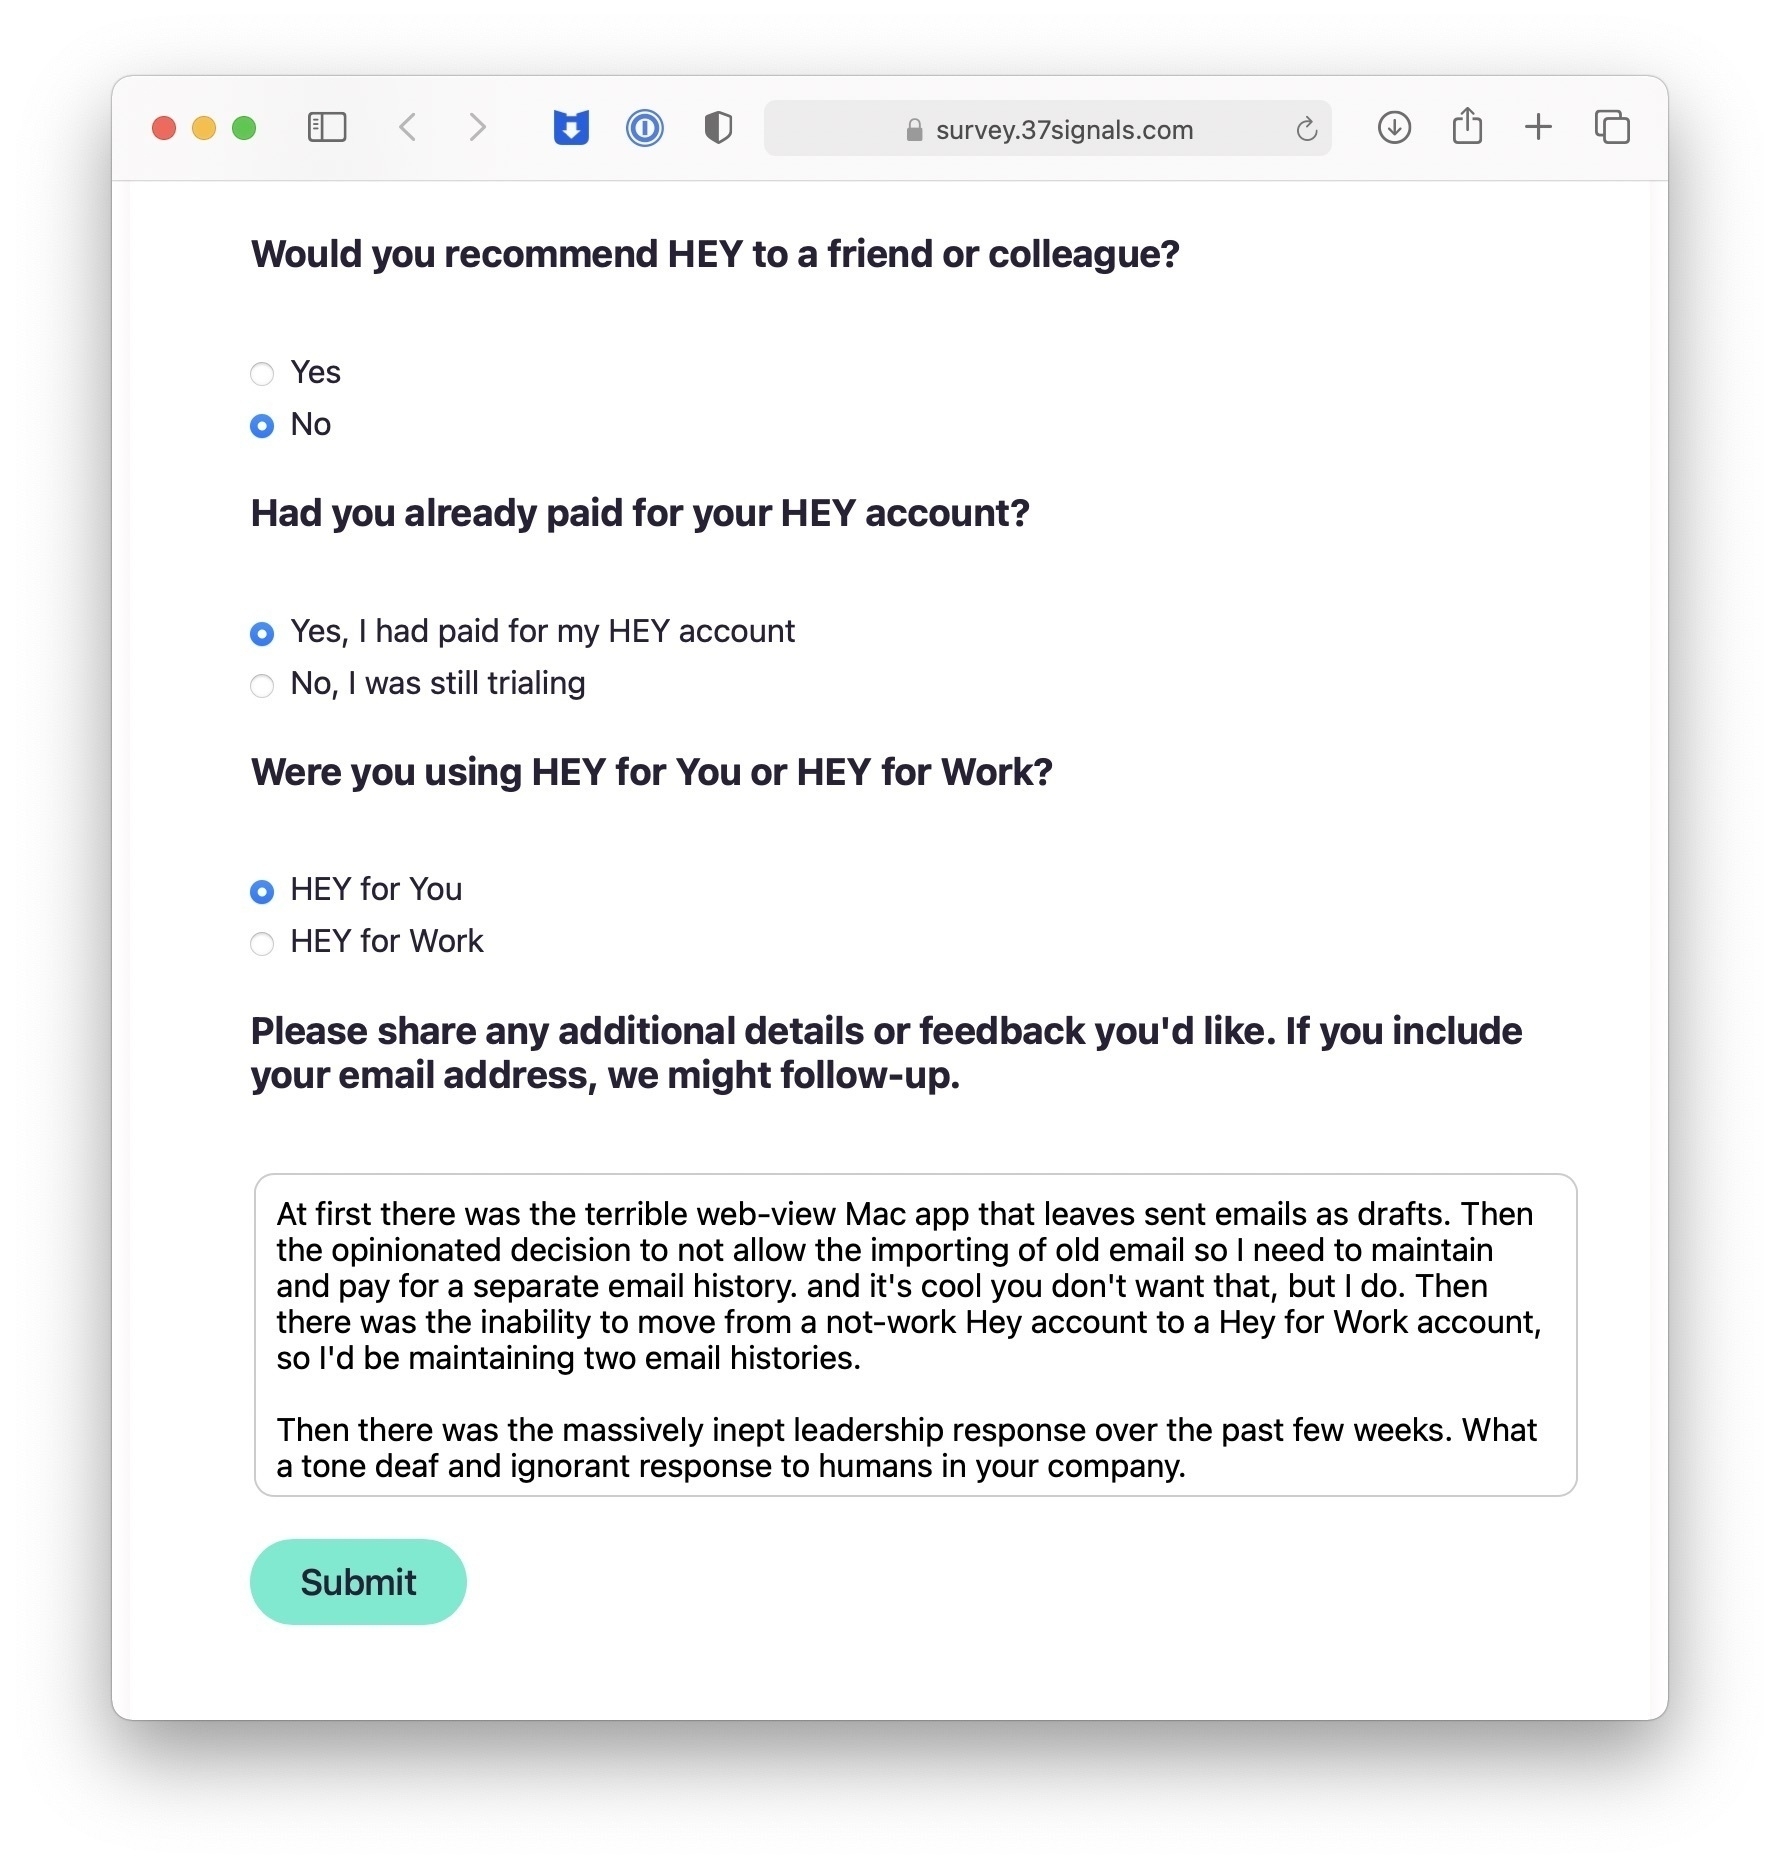 survey.37signals.com
Would you recommend HEY to a friend or colleague?
Yes
No
Had you already paid for your HEY account?
Yes, I had paid for my HEY account
No, I was still trialing
Were you using HEY for You or HEY for Work?
HEY for You
HEY for Work
Please share any additional details or feedback you'd like. If you include
your email address, we might follow-up.
At first there was the terrible web-view Mac app that leaves sent emails as drafts. Then
the opinionated decision to not allow the importing of old email so I need to maintain
and pay for a separate email history. and it's cool you don't want that, but I do. Then
there was the inability to move from a not-work Hey account to a Hey for Work account,
so I'd be maintaining two email histories.
Then there was the massively inept leadership response over the past few weeks. What
a tone deaf and ignorant response to humans in your company.
Submit